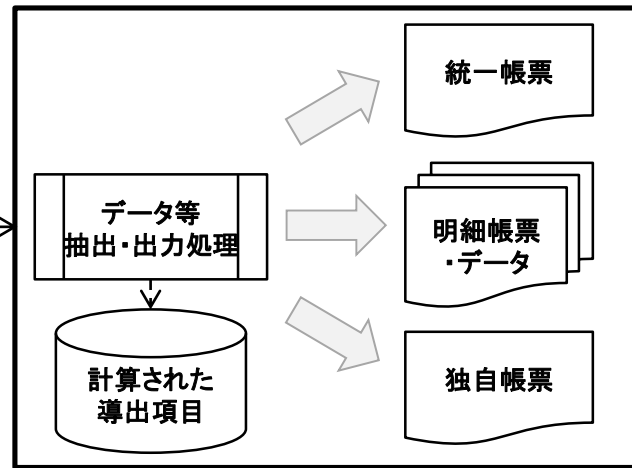 統一帳票
データ等
抽出・出力処理
明細帳票
・データ
計算された
導出項目
独自帳票